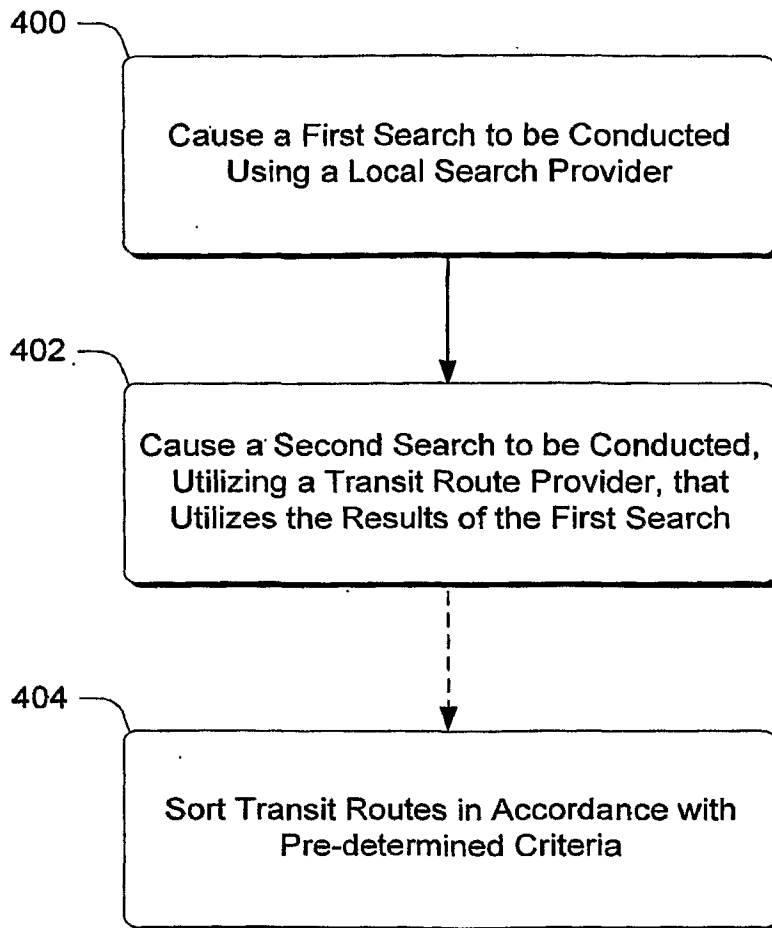 400
Cause a First Search to be Conducted
Using a Local Search Provider
402
Cause a Second Search to be Conducted,
Utilizing a Transit Route Provider, that
Utilizes the Results of the First Search
404
Sort Transit Routes in Accordance with
Pre-determined Criteria